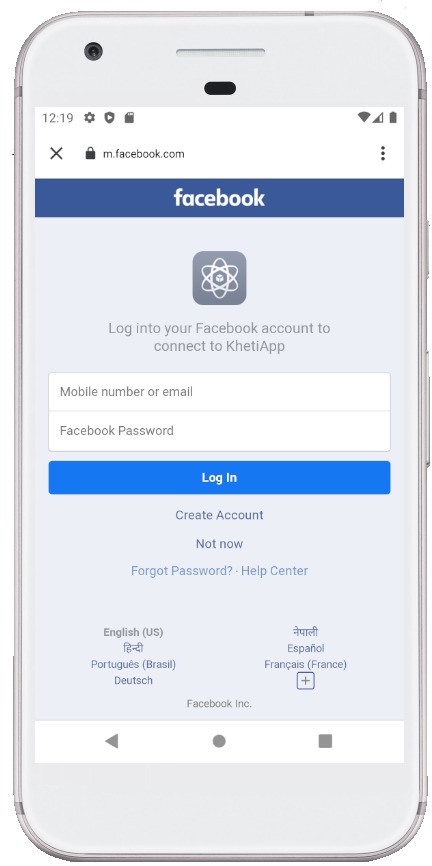 12:19
m.facebook.com
facebook
Log into your Facebook account to
connect to KhetiApp
Mobile number or email
Facebook Password
Log In
Create Account
Not now
Forgot Password? · Help Center
English (US)
हिन्दी
Português (Brasil)
Deutsch
नेपाली
Español
Français (France)
Facebook Inc.